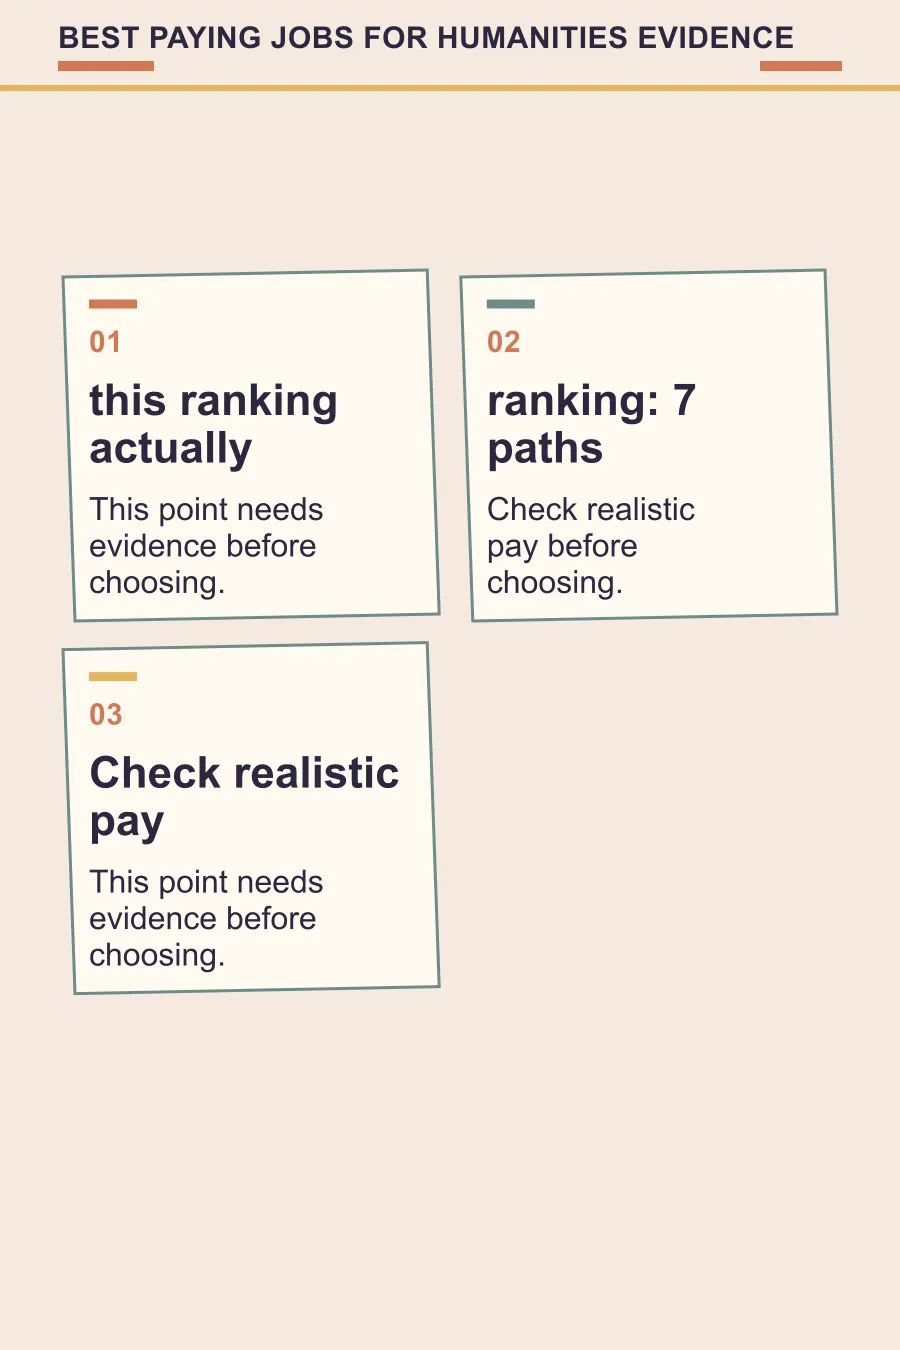 BEST PAYING JOBS FOR HUMANITIES EVIDENCE
01
this ranking
actually
This point needs
evidence before
choosing.
02
ranking: 7
paths
Check realistic
pay before
choosing.
03
Check realistic
pay
This point needs
evidence before
choosing.